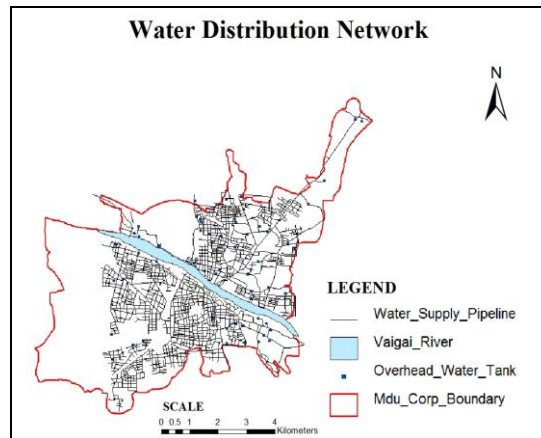 Water Distribution Network
N
LEGEND
Water_Supply_Pipeline
Vaigai_River
Overhead_Water_Tank
Mdu_Corp_Boundary
SCALE
0 0.5 1 2 3 4
Kilometers